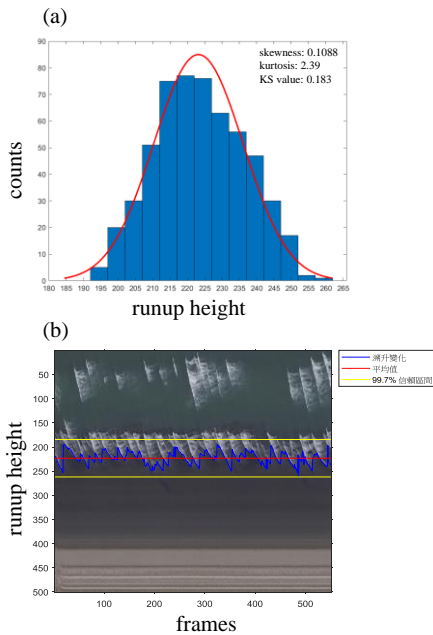 (a)
skewness: 0.1088
kurtosis: 2.39
KS value: 0.183
counts
90
80
70
60
50
40
30
20
10
0
180 185 190 195 200 205 210 215 220 225 230 235 240 245 250 255 260 265
runup height
(b)
溯升變化
平均值
99.7% 信賴區間
runup height
50
100
150
200
250
300
350
400
450
500
100 200 300 400 500
frames